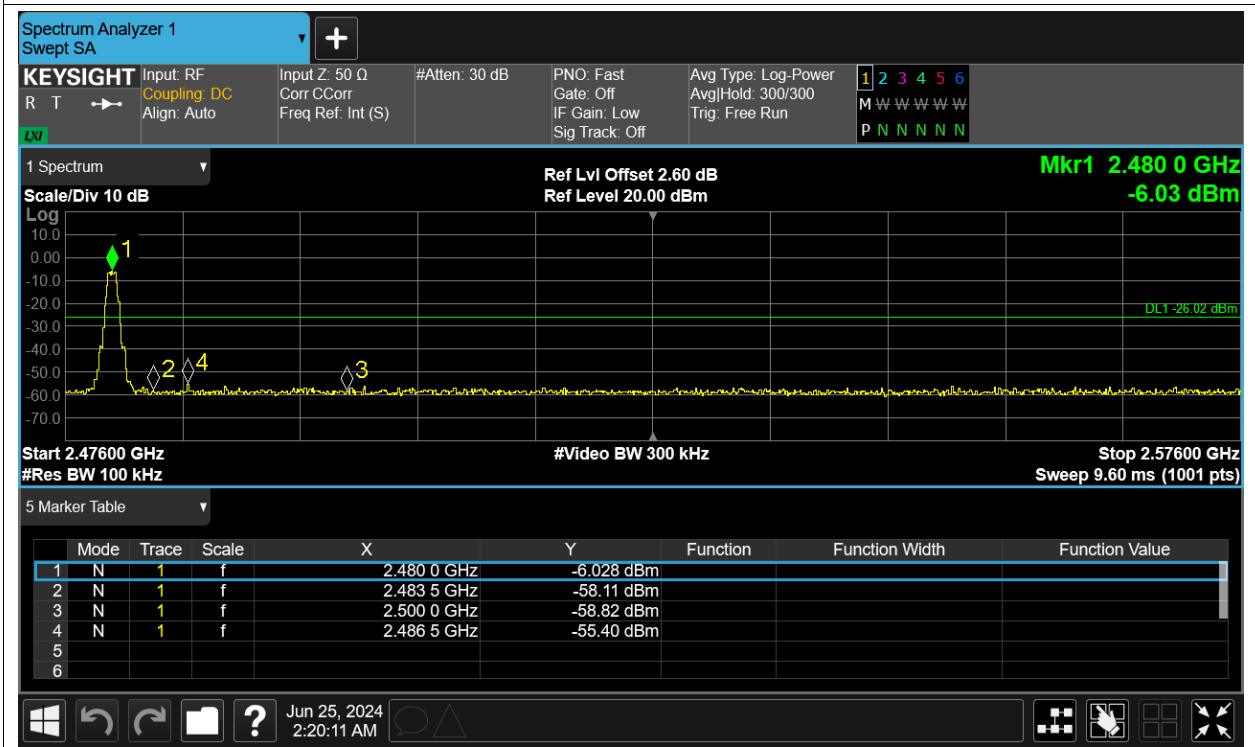 Spectrum Analyzer 1
Swept SA
+
KEYSIGHT Input: RF Input Z: 50 Ω #Atten: 30 dB PNO: Fast Avg Type: Log-Power 1 2 3 4 5 6
R T Coupling: DC Corr CCorr Gate: Off Avg|Hold: 300/300 M W W W W W W
Align: Auto Freq Ref: Int (S) IF Gain: Low Trig: Free Run
LXI Sig Track: Off P N N N N N N
1 Spectrum Ref Lvl Offset 2.60 dB Mkr1 2.480 0 GHz
Scale/Div 10 dB Ref Level 20.00 dBm -6.03 dBm
Log
10.0
1
0.00
-10.0
-20.0
DL1 -26.02 dBm
-30.0
-40.0
2 4 3
-50.0
-60.0
-70.0
Start 2.47600 GHz #Video BW 300 kHz Stop 2.57600 GHz
#Res BW 100 kHz Sweep 9.60 ms (1001 pts)
5 Marker Table
Mode Trace Scale X Y Function Function Width Function Value
1 N 1 f 2.480 0 GHz -6.028 dBm
2 N 1 f 2.483 5 GHz -58.11 dBm
3 N 1 f 2.500 0 GHz -58.82 dBm
4 N 1 f 2.486 5 GHz -55.40 dBm
5
6
? Jun 25, 2024
2:20:11 AM